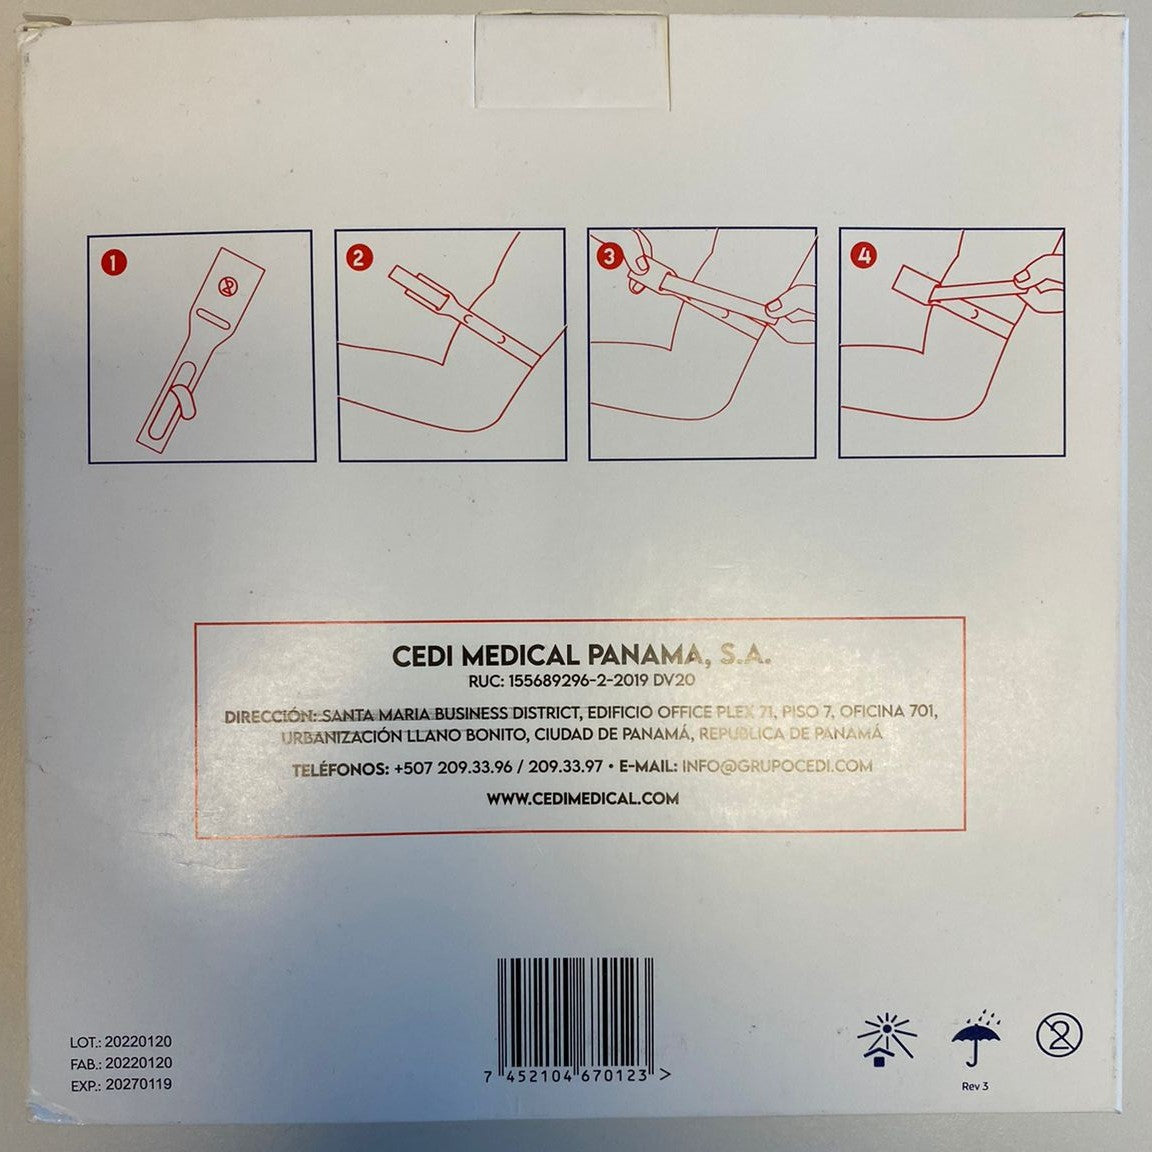 1
2
3
4
CEDI MEDICAL PANAMA, S.A.
RUC: 155689296-2-2019 DV20
DIRECCIÓN: SANTA MARIA BUSINESS DISTRICT, EDIFICIO OFFICE PLEX 71, PISO 7, OFICINA 701,
URBANIZACIÓN LLANO BONITO, CIUDAD DE PANAMÁ, REPUBLICA DE PANAMÁ
TELÉFONOS: +507 209.33.96 / 209.33.97 • E-MAIL: INFO@GRUPOCEDI.COM
WWW.CEDIMEDICAL.COM
LOT.: 20220120
FAB.: 20220120
EXP.: 20270119
7 452104 670123 >
2
Rev 3